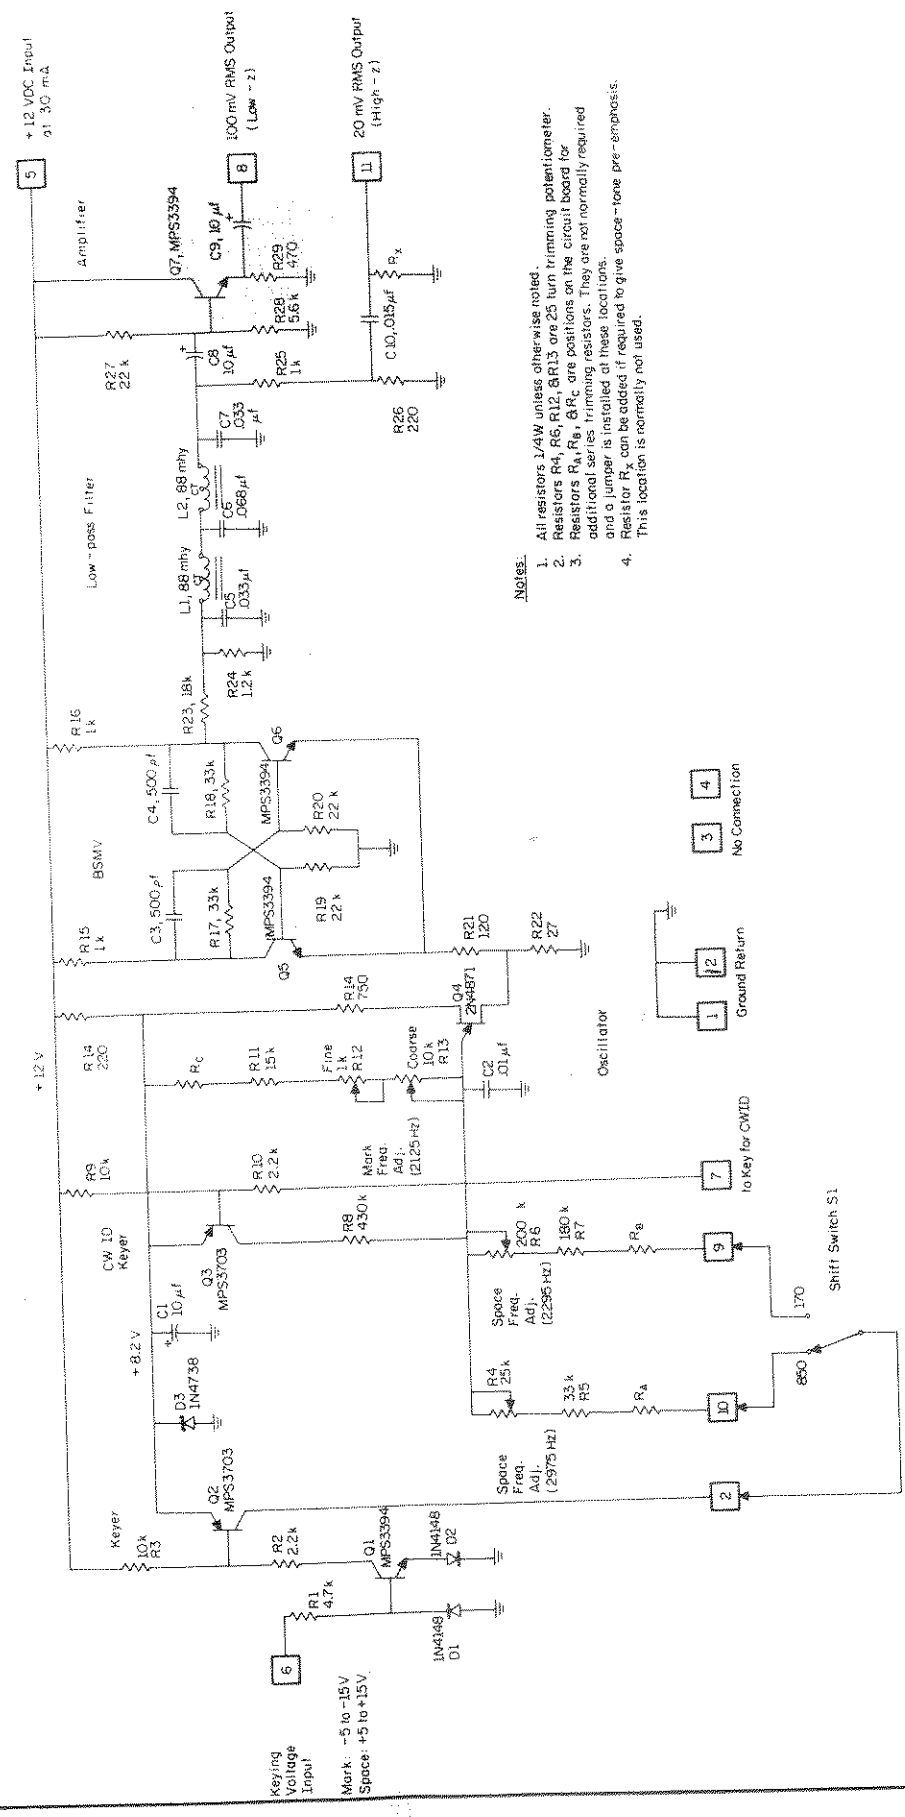 +12 VDC Input
at 30 mA
5
Amplifier
Q7, MPS3394
100 mV RMS Output
(Low-z)
8
C9, 10 µf
+
R29
470
R28
5.6k
20 mV RMS Output
(High-z)
11
Rx
C10, .015µf
R27
22 k
+
C8
10µf
R25
1k
R26
220
C7
.033
µf
Low-pass Filter
L2, 88 mhy
CT
C6
.068µf
L1, 88 mhy
CT
C5
.033µf
R24
1.2 k
R23, 18k
R16
1k
BSMV
C4, 500 pf
R18, 33k
MPS3394
Q6
R20
22 k
C3, 500 pf
R17, 33k
MPS3394
Q5
R19
22 k
R15
1k
R21
120
R22
27
+12 V
R14
220
R14
750
Q4
2N4871
Oscillator
RC
R11
15k
Fine
1k
R12
Coarse
10k
R13
C2
.01µf
Mark
Freq.
Adj.
(2125 Hz)
R9
10k
R10
2.2k
7
to Key for CWID
CW ID
Keyer
Q3
MPS3703
R8
430k
200 k
R6
180k
R7
RB
9
Space
Freq.
Adj.
(2295 Hz)
C1
10µf
+
+8.2V
D3
1N4738
R4
25k
33k
R5
RA
10
Space
Freq.
Adj.
(2975 Hz)
170
850
Shift Switch S1
Keyer
10k
R3
Q2
MPS3703
R2
2.2k
Q1
MPS3394
1N4148
D2
2
R1
4.7k
1N4148
D1
6
Keying
Voltage
Input
Mark: -5 to -15V
Space: +5 to +15V
1
12
Ground Return
3
4
No Connection
Notes:
1. All resistors 1/4W unless otherwise noted.
2. Resistors R4, R6, R12, & R13 are 25 turn trimming potentiometer.
3. Resistors RA, RB, & RC are positions on the circuit board for
additional series trimming resistors. They are not normally required
and a jumper is installed at these locations.
4. Resistor Rx can be added if required to give space-tone pre-emphasis.
This location is normally not used.